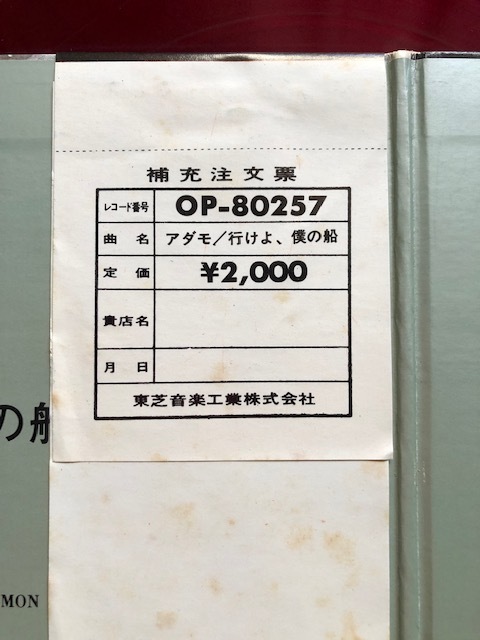 補充注文票
レコード番号 OP-80257
曲名 アダモ/行けよ、僕の船
定価 ¥2,000
貴店名
月日
東芝音楽工業株式会社
の船
MON